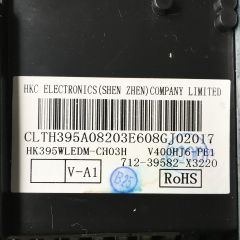 HKC ELECTRONICS(SHEN ZHEN)COMPANY LIMITED
CLTH395A08203E608GJ02017
HK395WLEDM-CH03H V400HJ6-PE1
712-39582-X3220
V-A1 RoHS